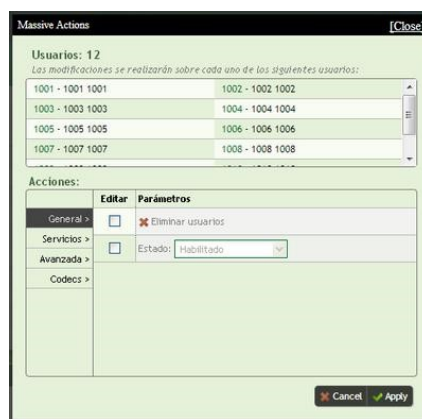 Massive Actions [Close]
Usuarios: 12
Las modificaciones se realizarán sobre cada uno de los siguientes usuarios:
1001 - 1001 1001 1002 - 1002 1002
1003 - 1003 1003 1004 - 1004 1004
1005 - 1005 1005 1006 - 1006 1006
1007 - 1007 1007 1008 - 1008 1008
Acciones:
Editar Parámetros
General > Eliminar usuarios
Servicios > Estado: Habilitado
Avanzada >
Codecs >
Cancel Apply